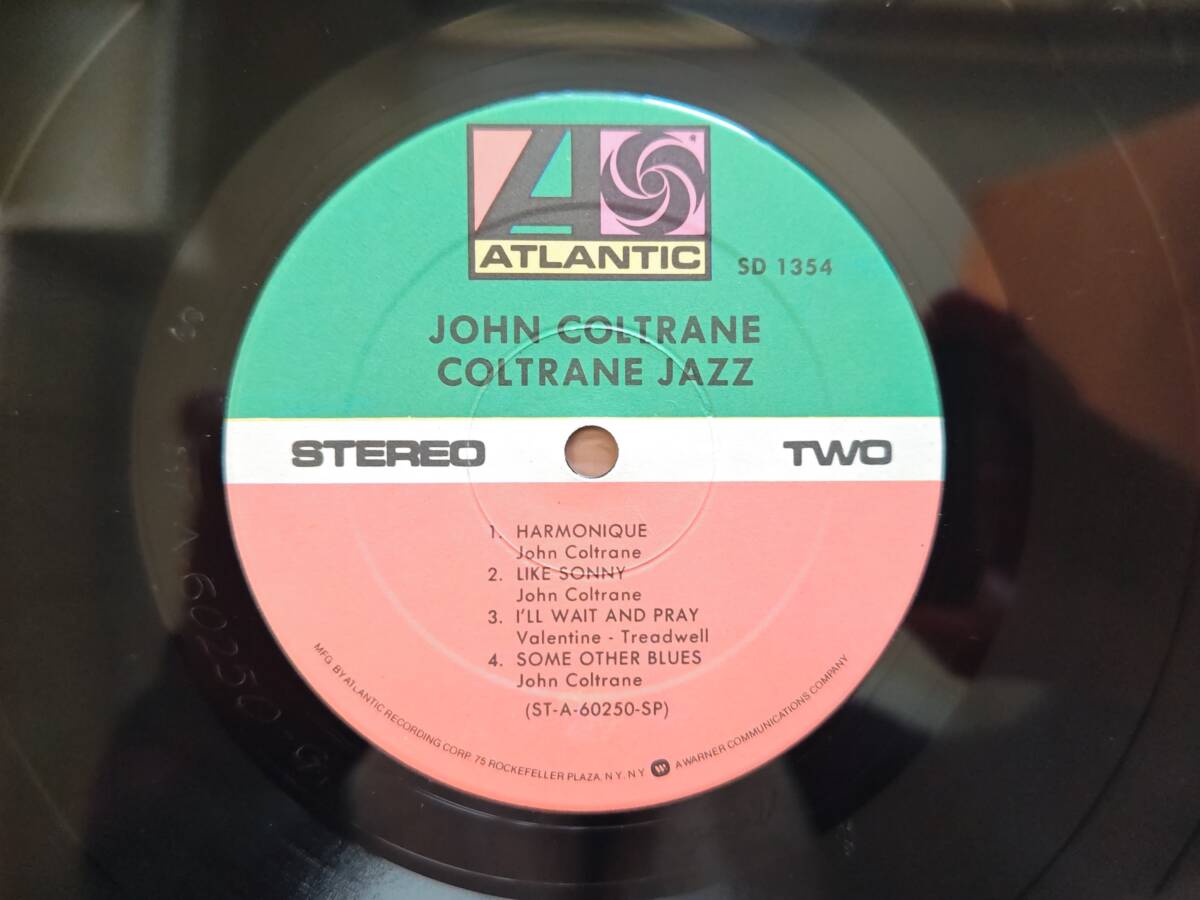 ATLANTIC
SD 1354
JOHN COLTRANE
COLTRANE JAZZ
STEREO
TWO
1. HARMONIQUE
John Coltrane
2. LIKE SONNY
John Coltrane
3. I'LL WAIT AND PRAY
Valentine - Treadwell
4. SOME OTHER BLUES
John Coltrane
(ST-A-60250-SP)
MFG. BY ATLANTIC RECORDING CORP. 75 ROCKEFELLER PLAZA, N.Y. N.Y. A WARNER COMMUNICATIONS COMPANY
60250